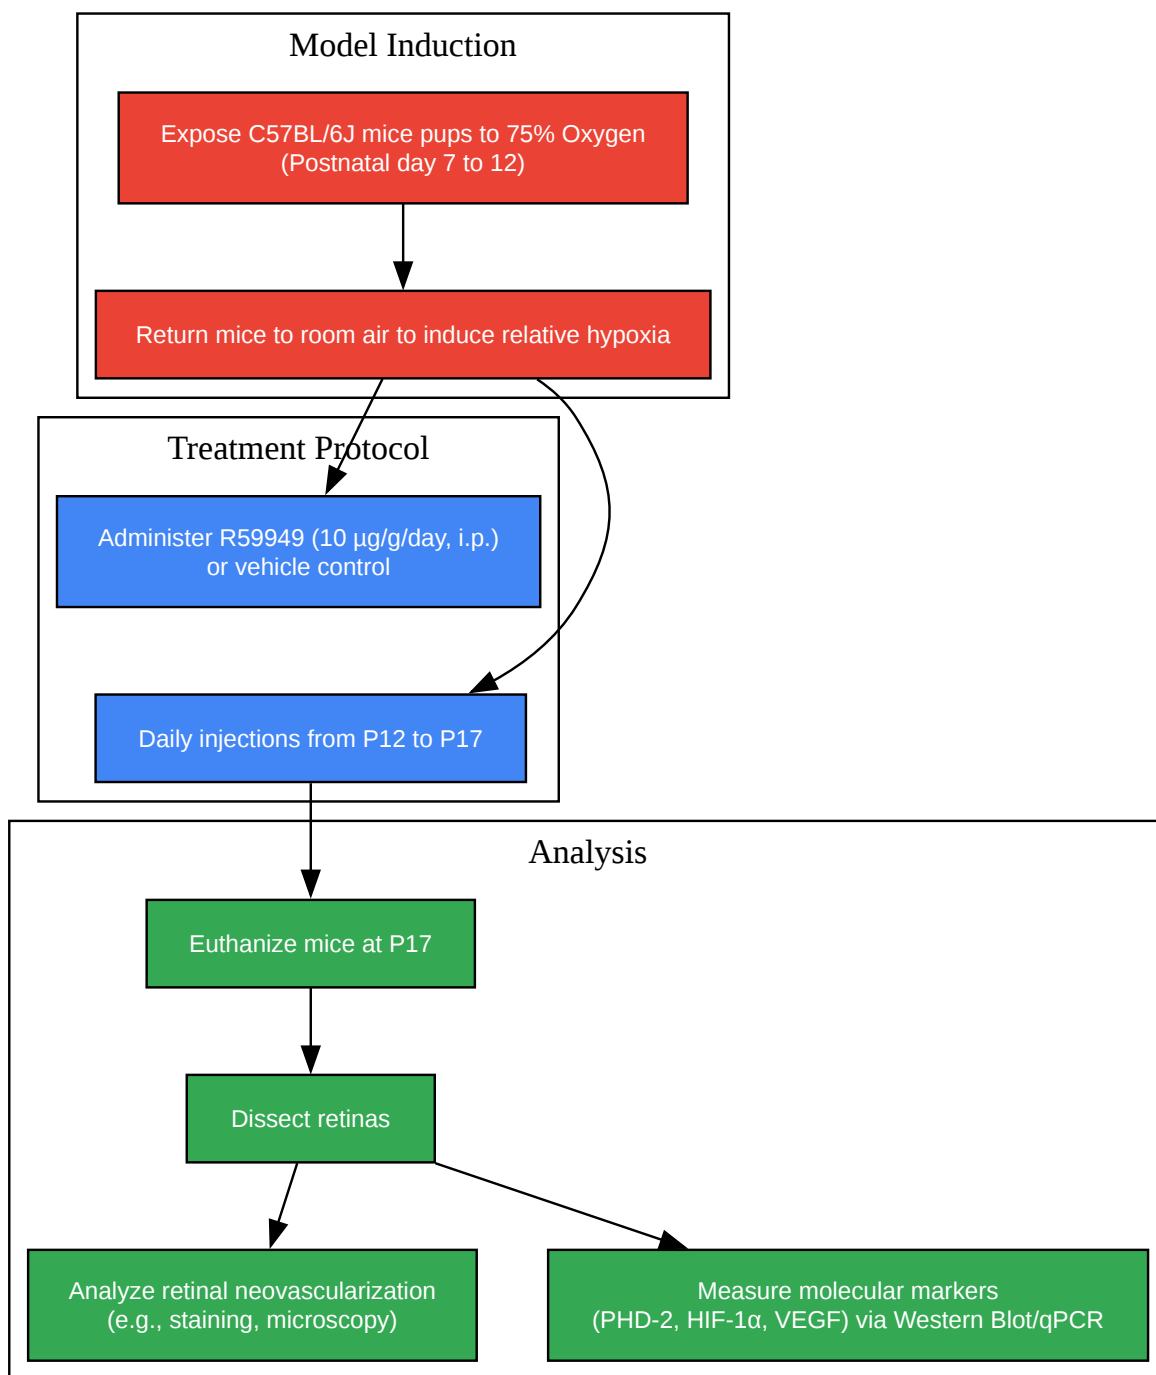 Model Induction
Expose C57BL/6J mice pups to 75% Oxygen
(Postnatal day 7 to 12)
Return mice to room air to induce relative hypoxia
Treatment Protocol
Administer R59949 (10 µg/g/day, i.p.)
or vehicle control
Daily injections from P12 to P17
Analysis
Euthanize mice at P17
Dissect retinas
Analyze retinal neovascularization
(e.g., staining, microscopy)
Measure molecular markers
(PHD-2, HIF-1α, VEGF) via Western Blot/qPCR